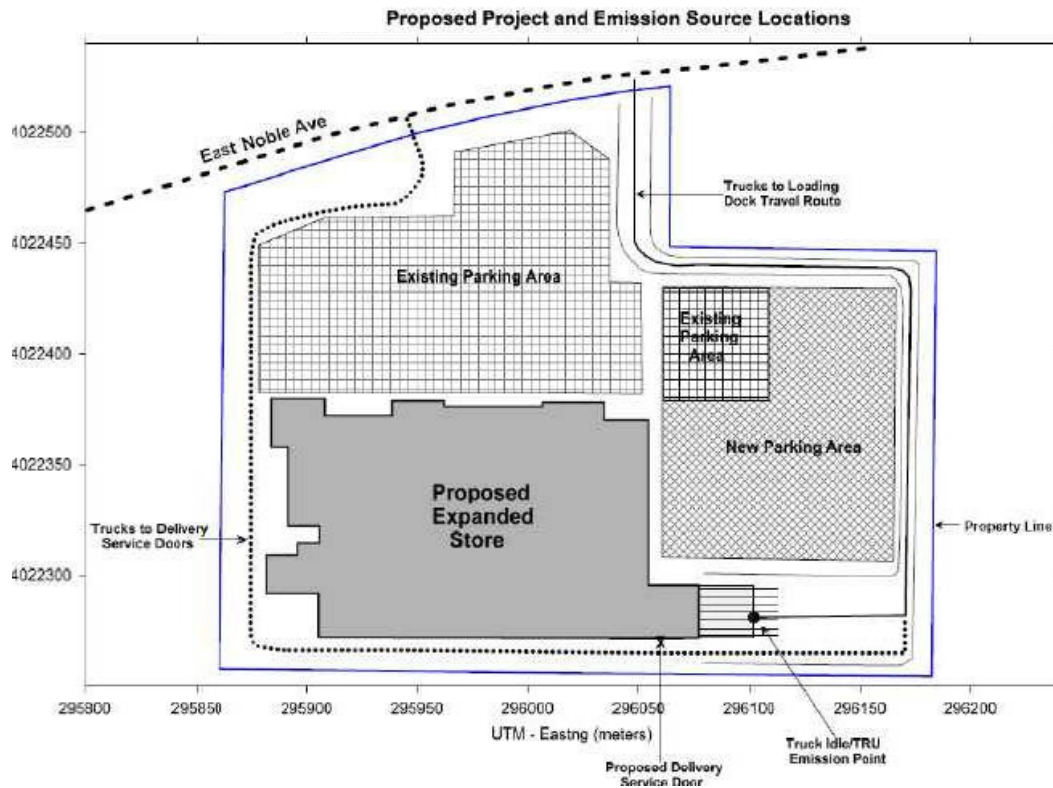 Proposed Project and Emission Source Locations
4022500
East Noble Ave
Trucks to Loading
Dock Travel Route
4022450
Existing Parking Area
Existing
Parking
Area
4022400
New Parking Area
4022350
Proposed
Expanded
Store
Trucks to Delivery
Service Doors
Property Line
4022300
295800
295850
295900
295950
296000
296050
296100
296150
296200
UTM - Eastng (meters)
Truck Idle/TRU
Emission Point
Proposed Delivery
Service Door